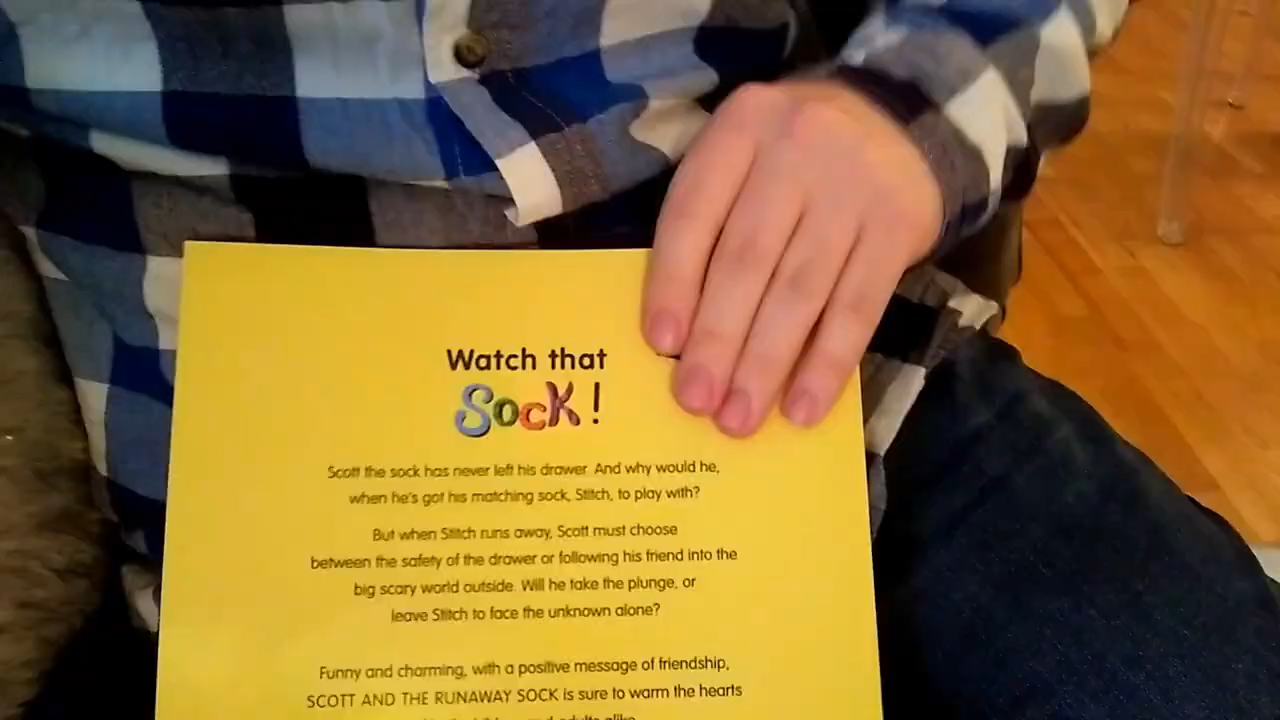 Watch that
Sock!
Scott the sock has never left his drawer. And why would he,
when he's got his matching sock, Stitch, to play with?
But when Stitch runs away, Scott must choose
between the safety of the drawer or following his friend into the
big scary world outside. Will he take the plunge, or
leave Stitch to face the unknown alone?
Funny and charming, with a positive message of friendship,
SCOTT AND THE RUNAWAY SOCK is sure to warm the hearts
and adults alike